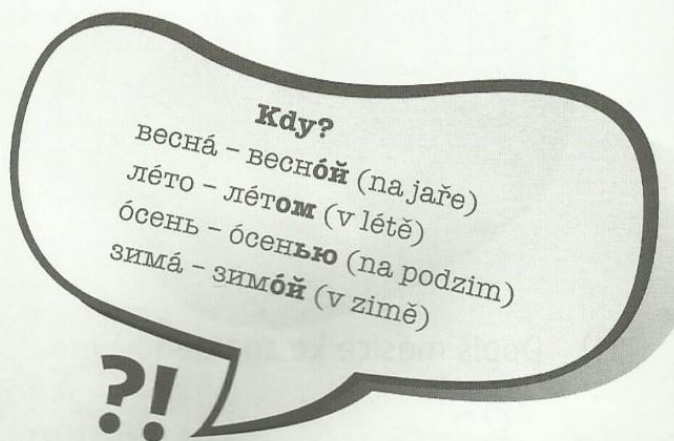 Kdy?
весна́ – весно́й (na jaře)
ле́то – ле́том (v létě)
о́сень – о́сенью (na podzim)
зима́ – зимо́й (v zimě)
?!